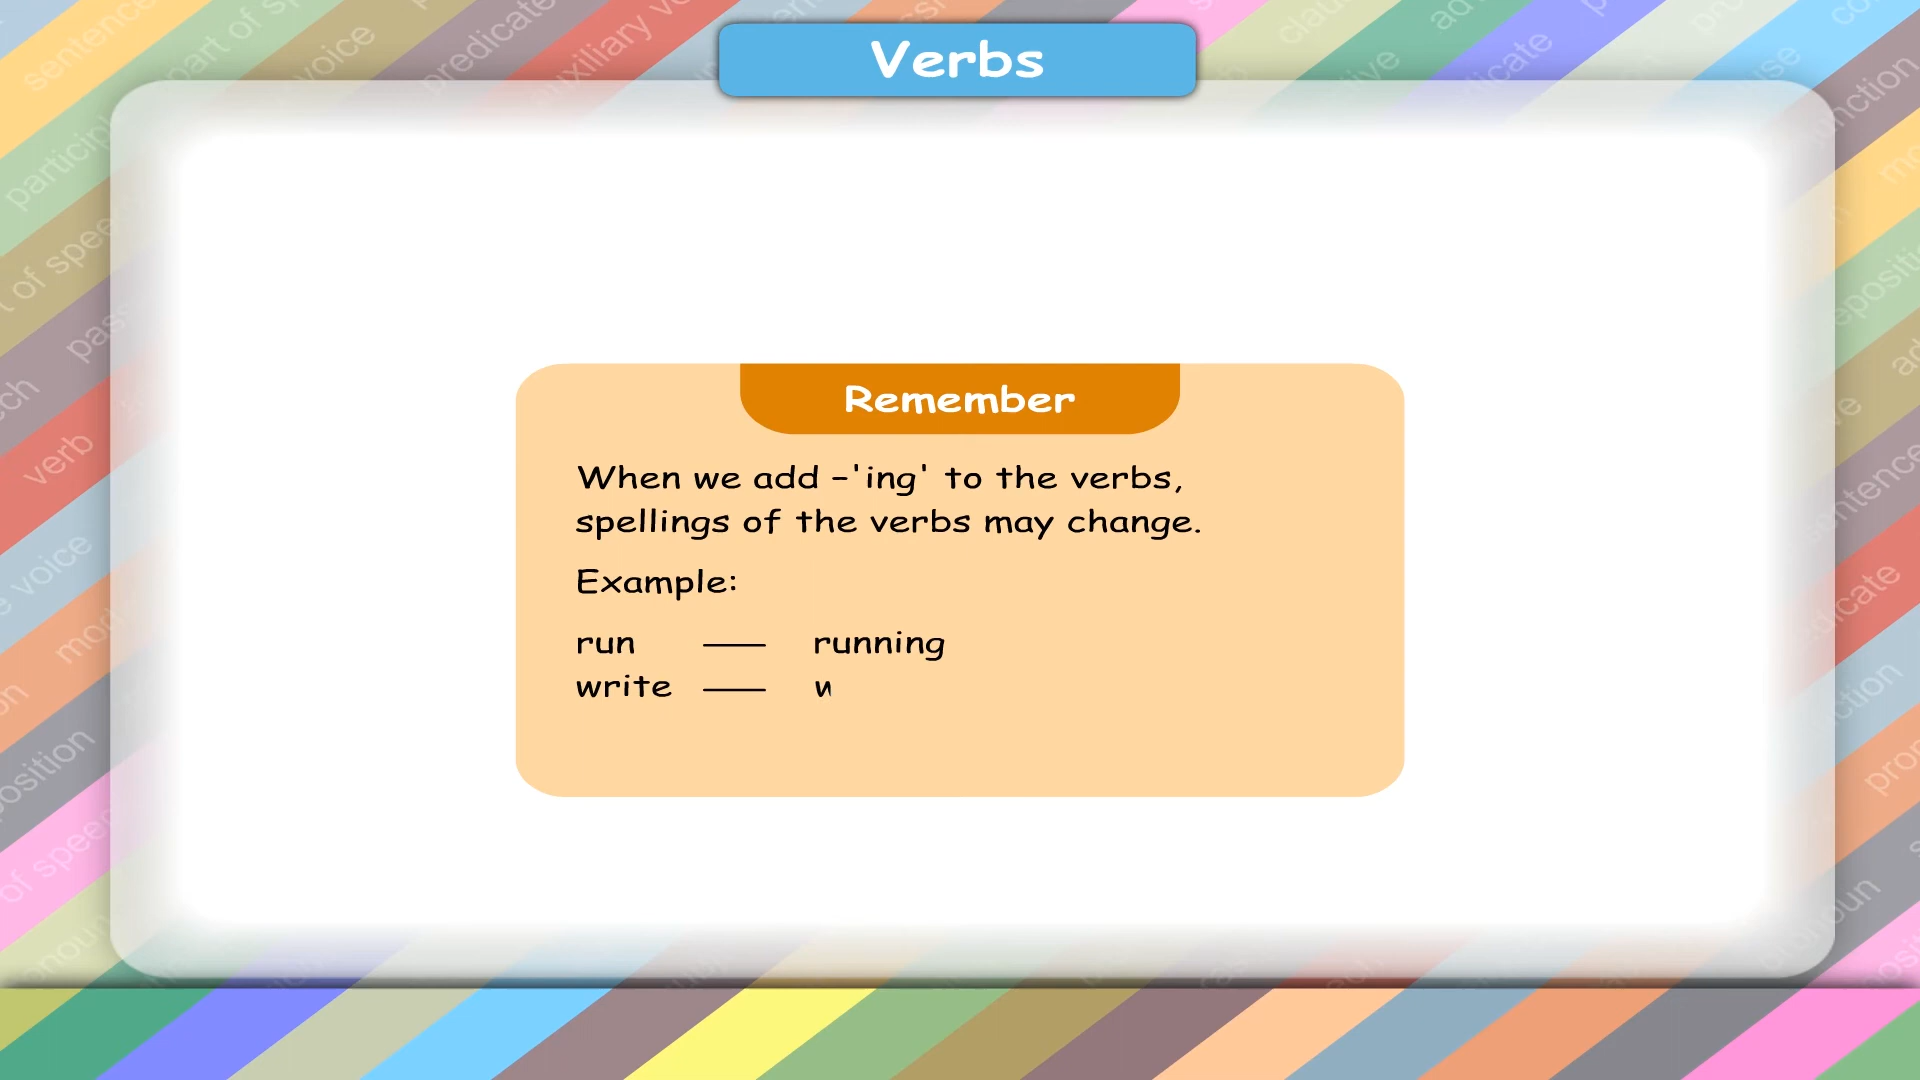 Verbs
Remember
When we add -'ing' to the verbs,
spellings of the verbs may change.
Example:
run — running
write —